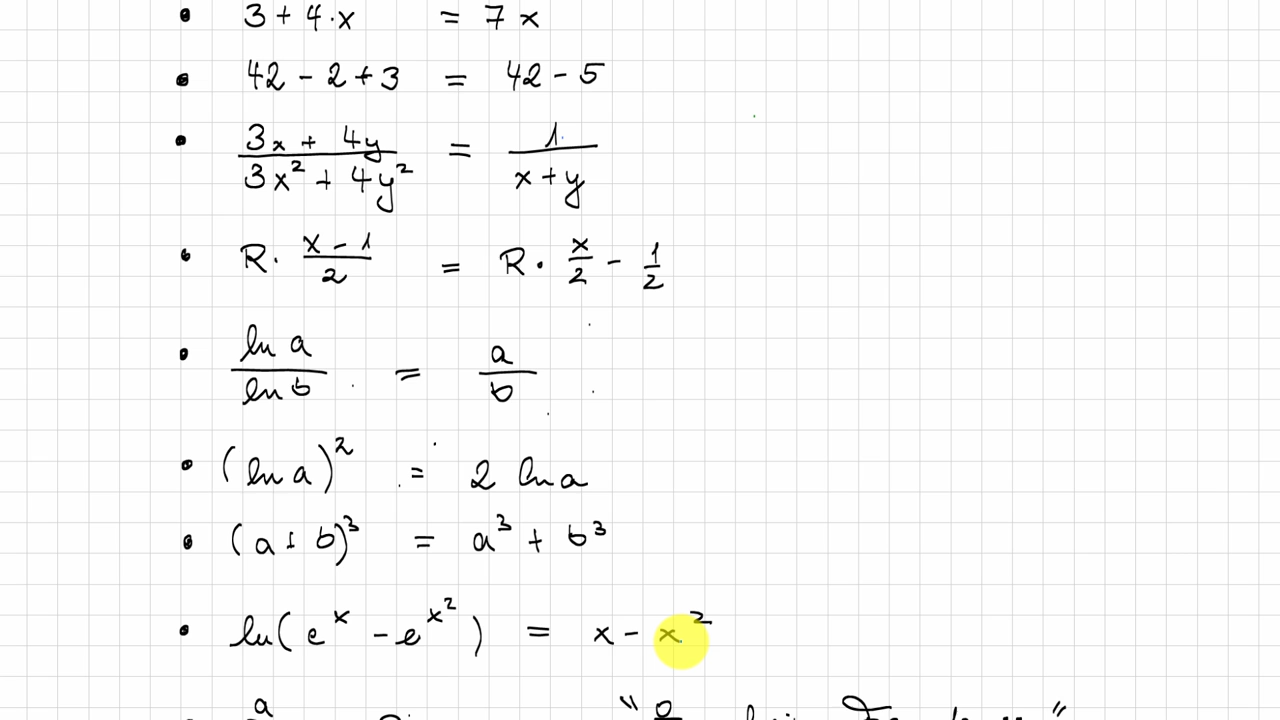 • 3 + 4·x = 7x
• 42 - 2 + 3 = 42 - 5
• (3x + 4y)/(3x² + 4y²) = 1/(x + y)
• R · (x - 1)/2 = R · x/2 - 1/2
• ln a / ln b = a/b
• (ln a)² = 2 ln a
• (a + b)³ = a³ + b³
• ln(e^x - e^(x²)) = x - x²
a